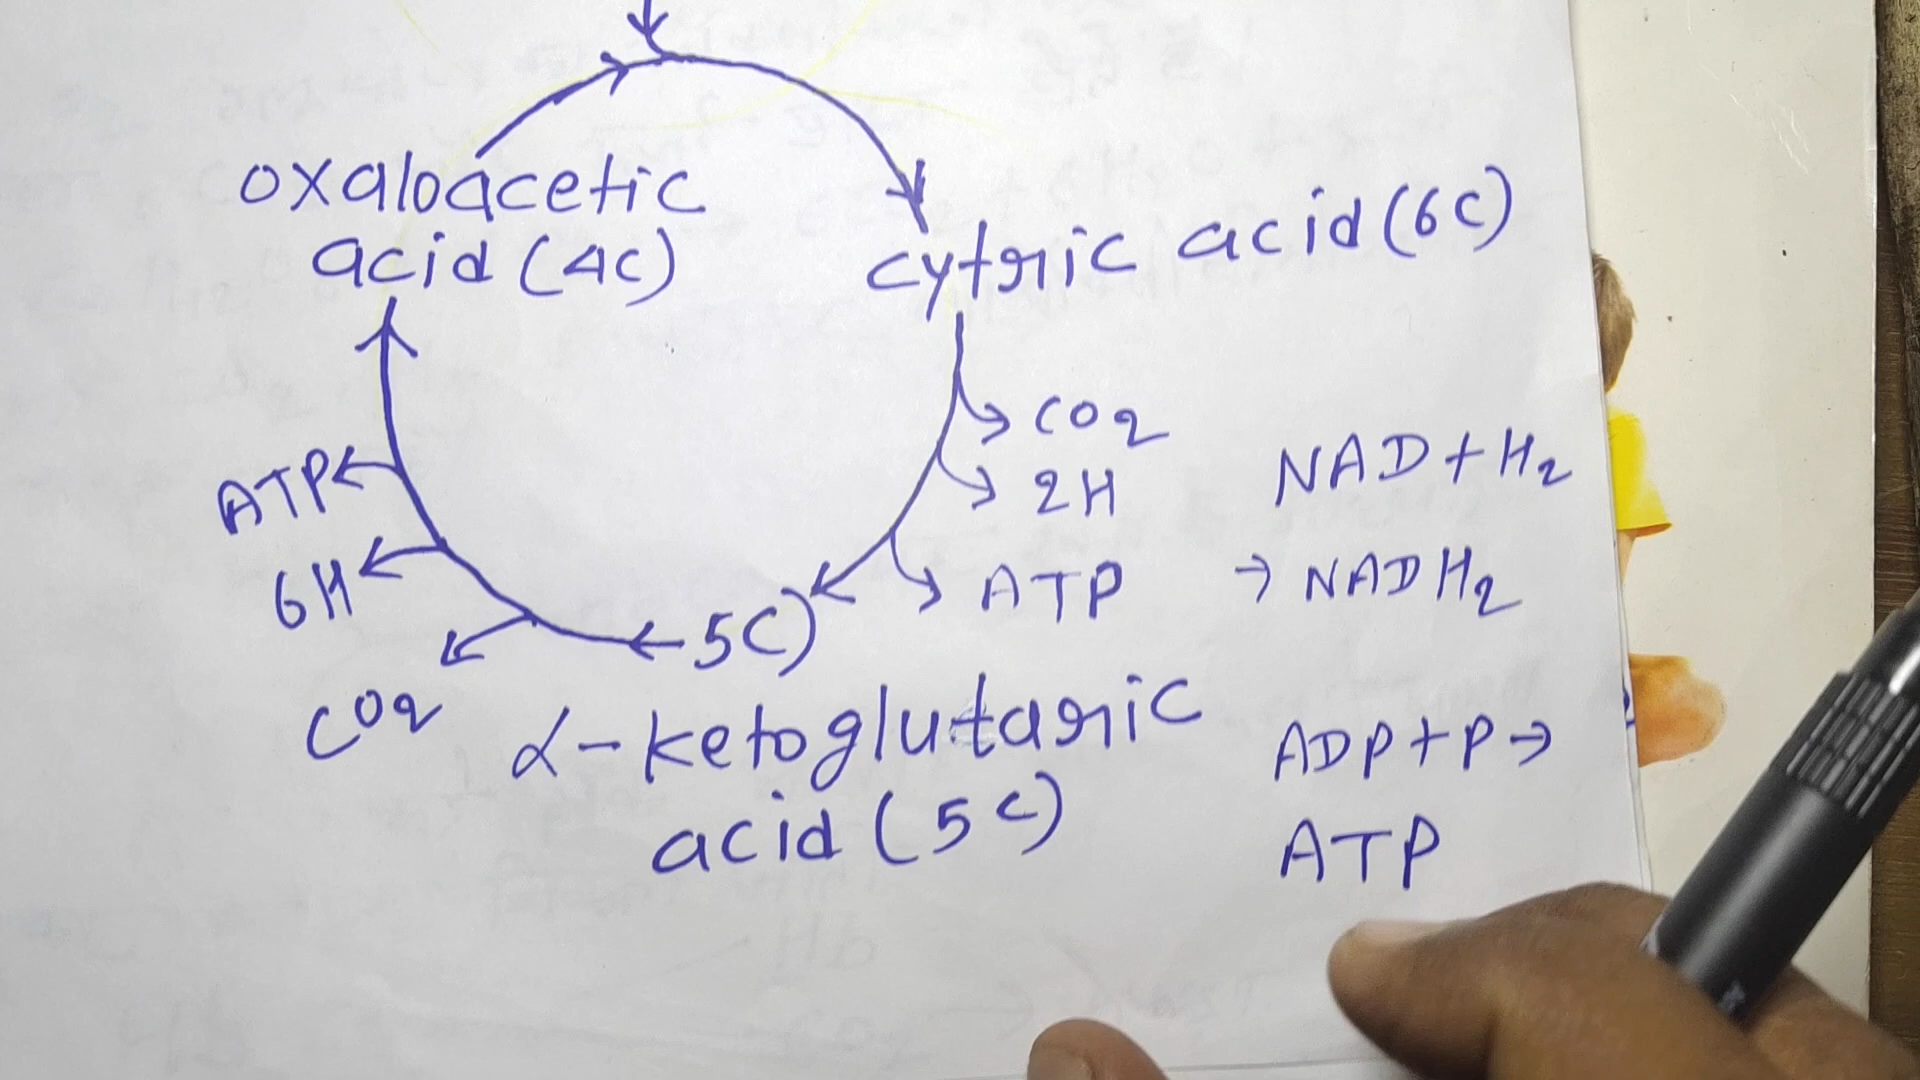 oxaloacetic
acid (4C)
cytric acid (6C)
CO2
2H
ATP
NAD + H2
→ NADH2
ATP
6H
CO2
5C)
α-ketoglutaric
acid (5C)
ADP + P →
ATP